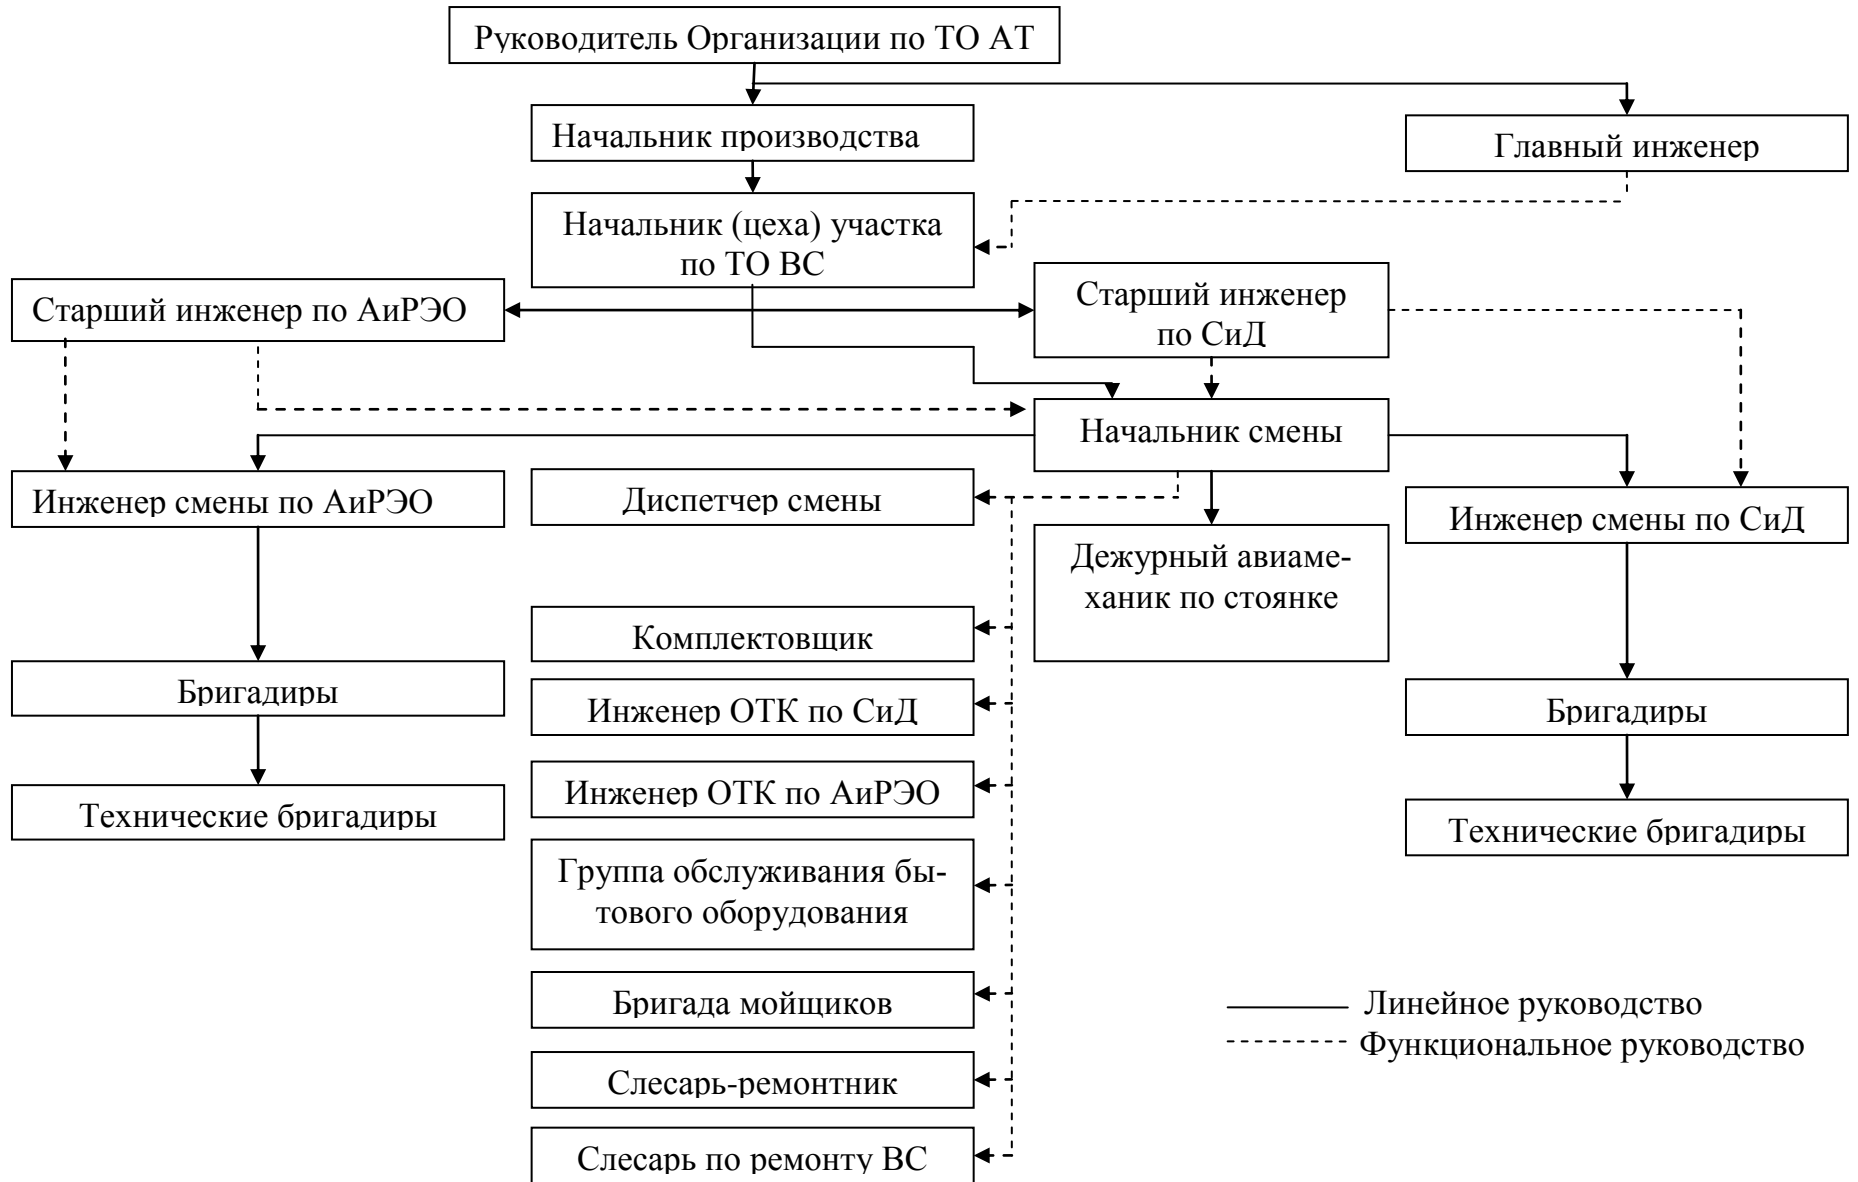 Руководитель Организации по ТО АТ
Начальник производства
Главный инженер
Начальник (цеха) участка
по ТО ВС
Старший инженер по АиРЭО
Старший инженер
по СиД
Начальник смены
Инженер смены по АиРЭО
Диспетчер смены
Инженер смены по СиД
Дежурный авиаме-
ханик по стоянке
Комплектовщик
Бригадиры
Инженер ОТК по СиД
Бригадиры
Инженер ОТК по АиРЭО
Технические бригадиры
Технические бригадиры
Группа обслуживания бы-
тового оборудования
Бригада мойщиков
Линейное руководство
Функциональное руководство
Слесарь-ремонтник
Слесарь по ремонту ВС